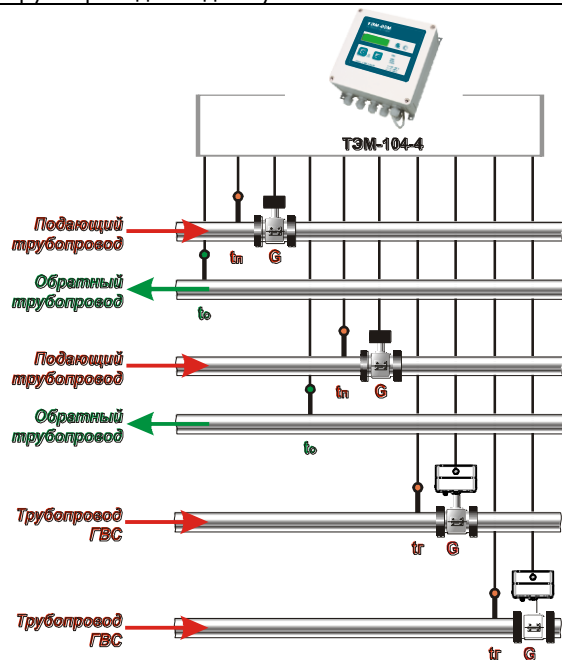 ТЭМ-104-4
Подающий
трубопровод
tп
G
Обратный
трубопровод
tо
Подающий
трубопровод
tп
G
Обратный
трубопровод
tо
Трубопровод
ГВС
tг
G
Трубопровод
ГВС
tг
G